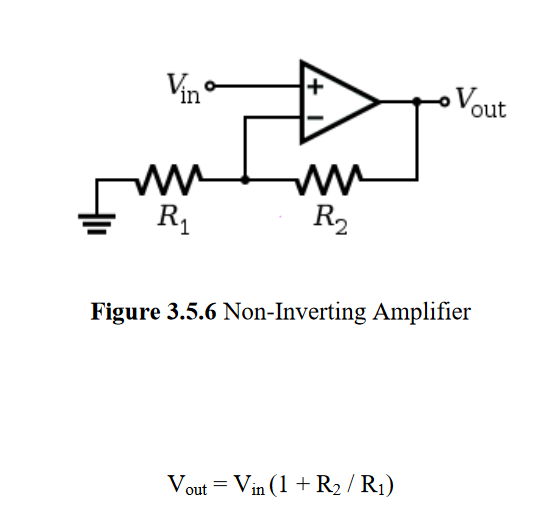 Vin
+
Vout
−
R1
R2
Figure 3.5.6 Non-Inverting Amplifier
Vout = Vin (1 + R2 / R1)